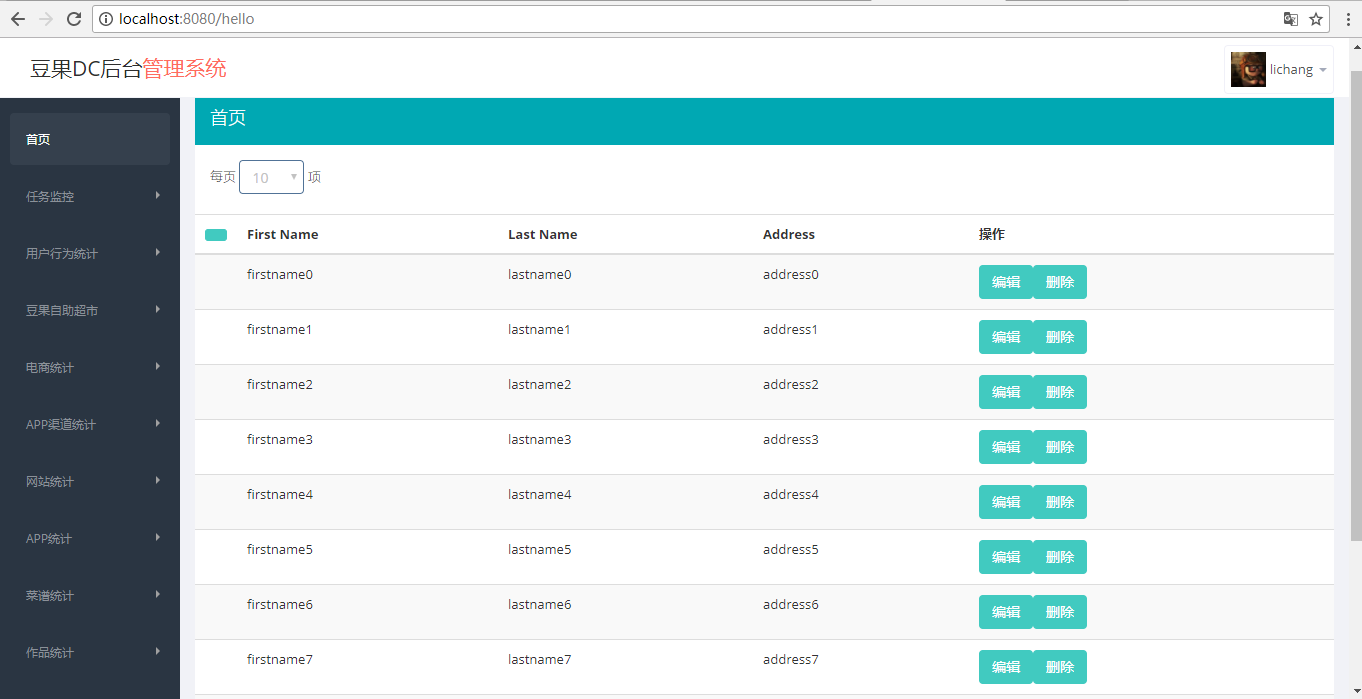 localhost:8080/hello
豆果DC后台管理系统
lichang
首页
任务监控
用户行为统计
豆果自助超市
电商统计
APP渠道统计
网站统计
APP统计
菜谱统计
作品统计
首页
每页 10 项
First Name Last Name Address 操作
firstname0 lastname0 address0 编辑 删除
firstname1 lastname1 address1 编辑 删除
firstname2 lastname2 address2 编辑 删除
firstname3 lastname3 address3 编辑 删除
firstname4 lastname4 address4 编辑 删除
firstname5 lastname5 address5 编辑 删除
firstname6 lastname6 address6 编辑 删除
firstname7 lastname7 address7 编辑 删除